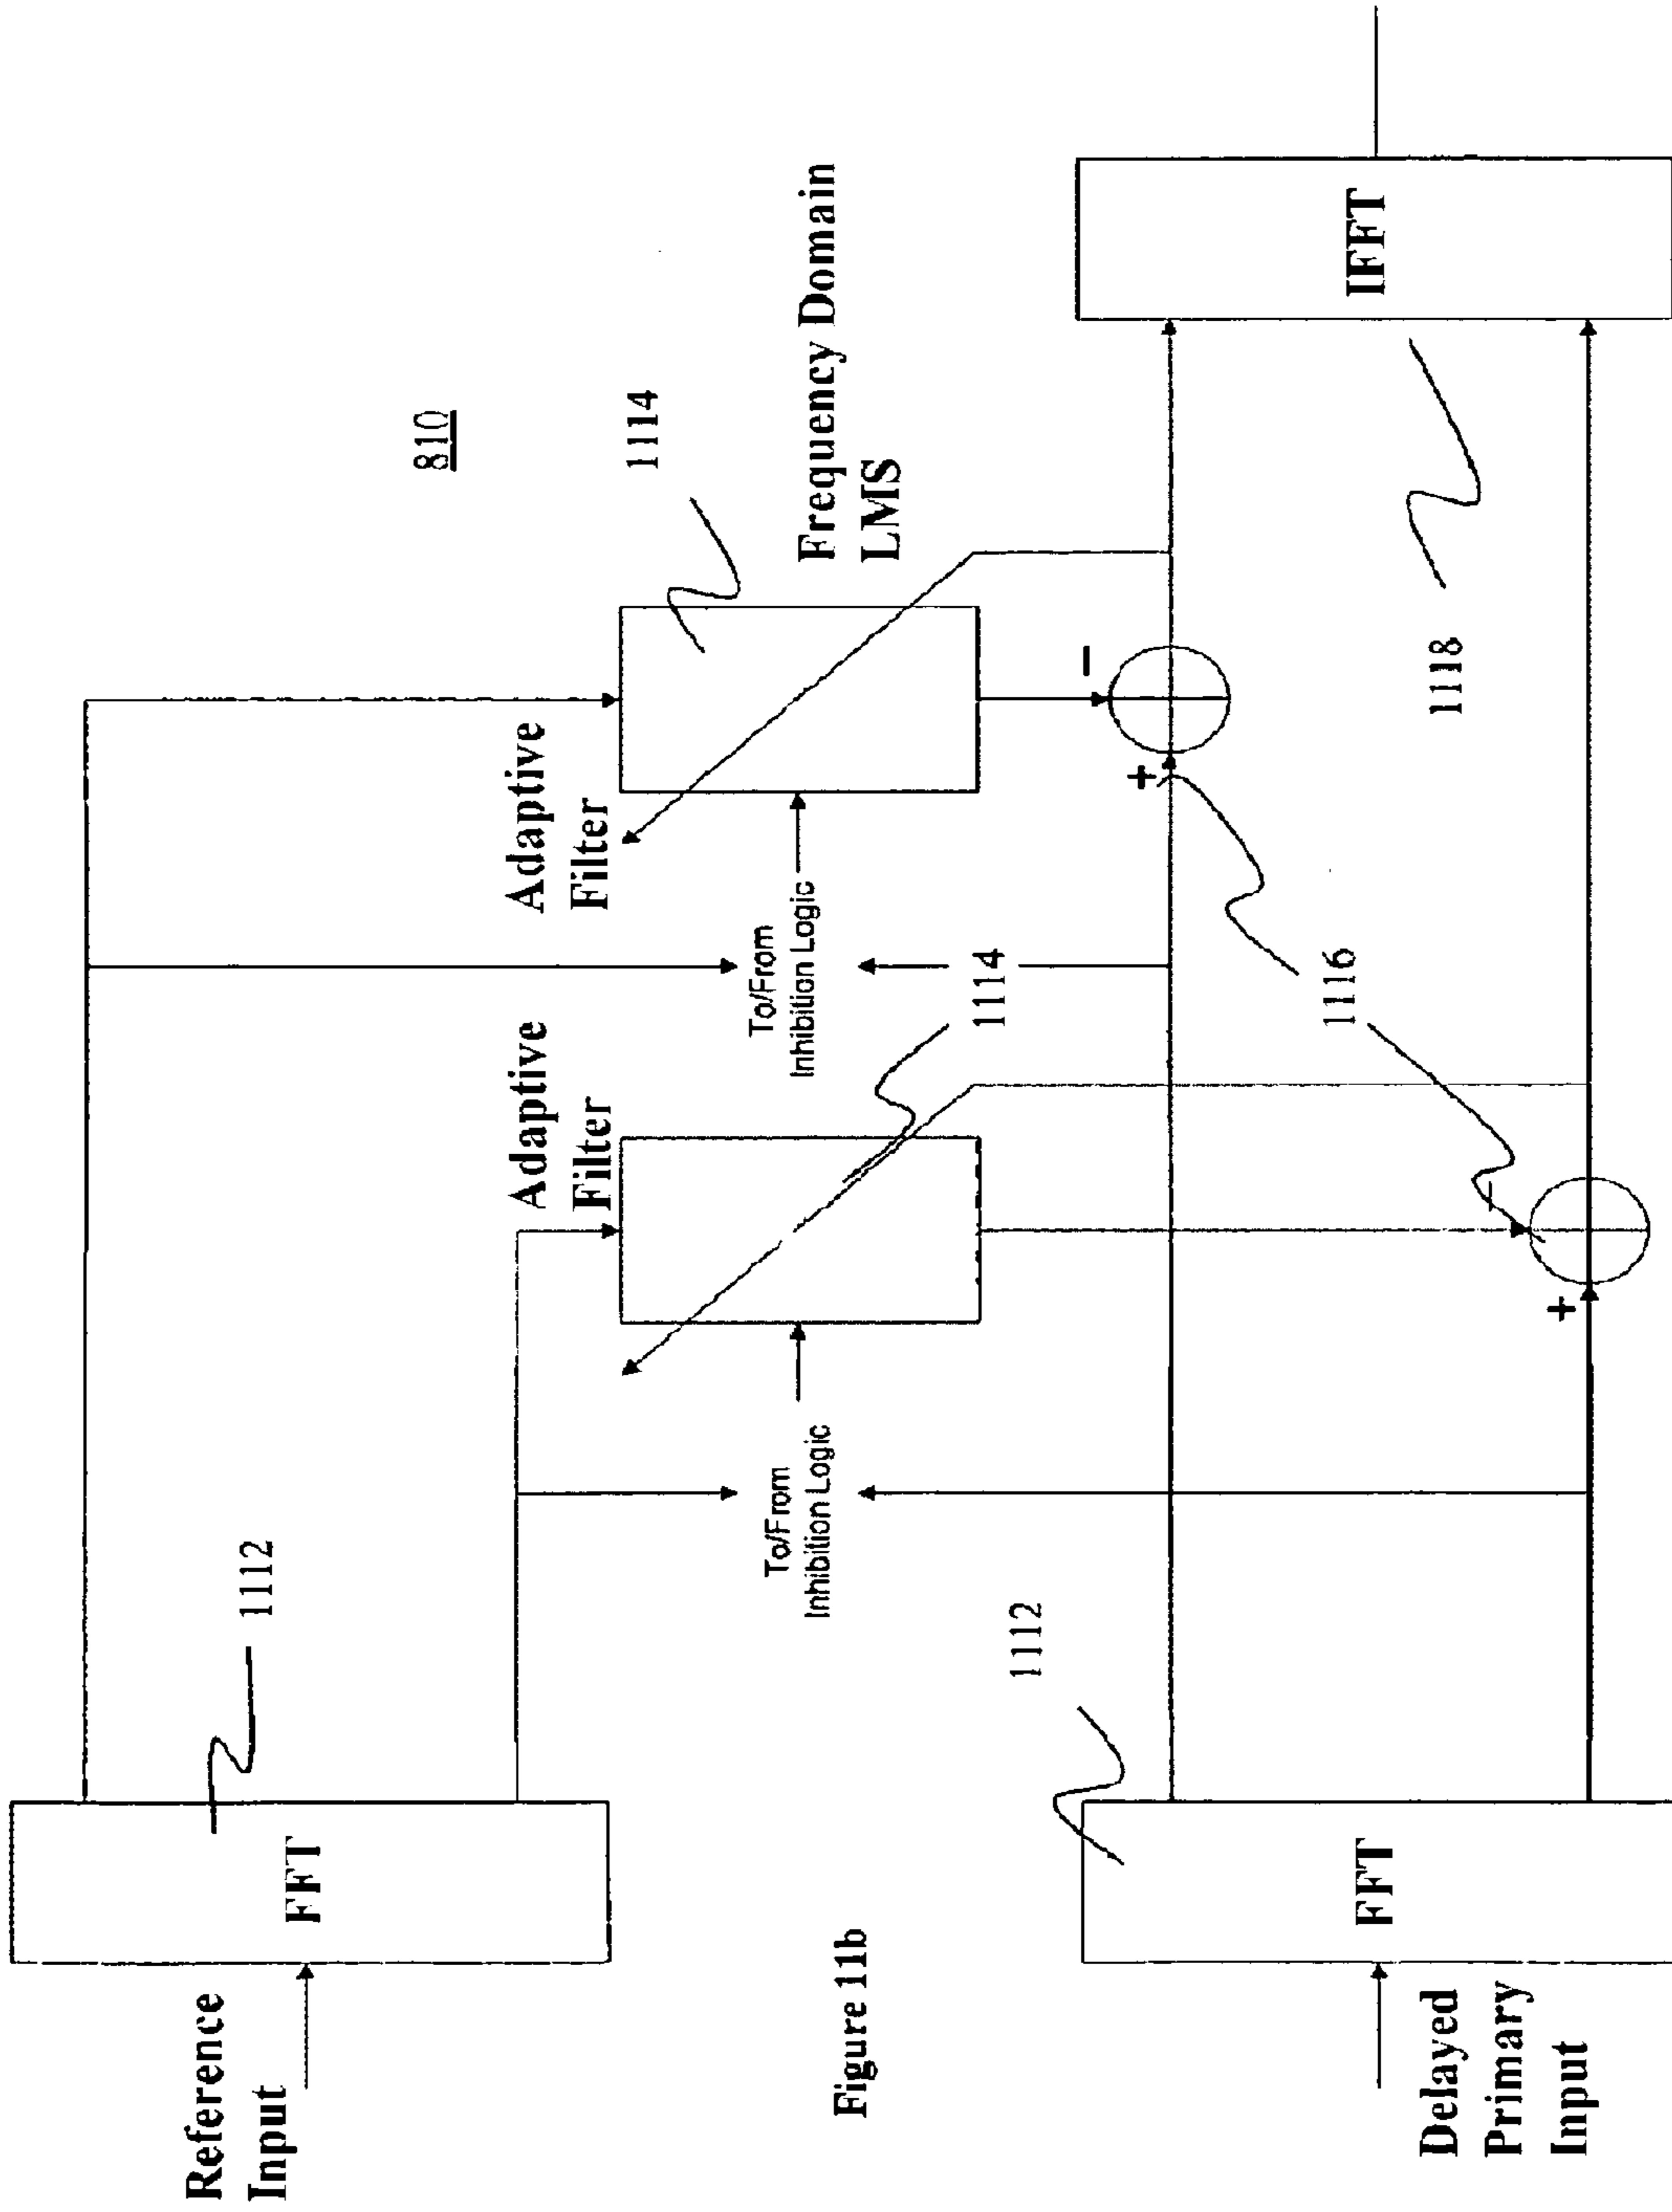 Reference
Input
FFT
1112
810
Adaptive
Filter
Adaptive
Filter
1114
Frequency Domain
LMS
To/From
Inhibition Logic
To/From
Inhibition Logic
1114
Figure 11b
1112
-
+
-
+
1116
1118
Delayed
Primary
Input
FFT
IFFT